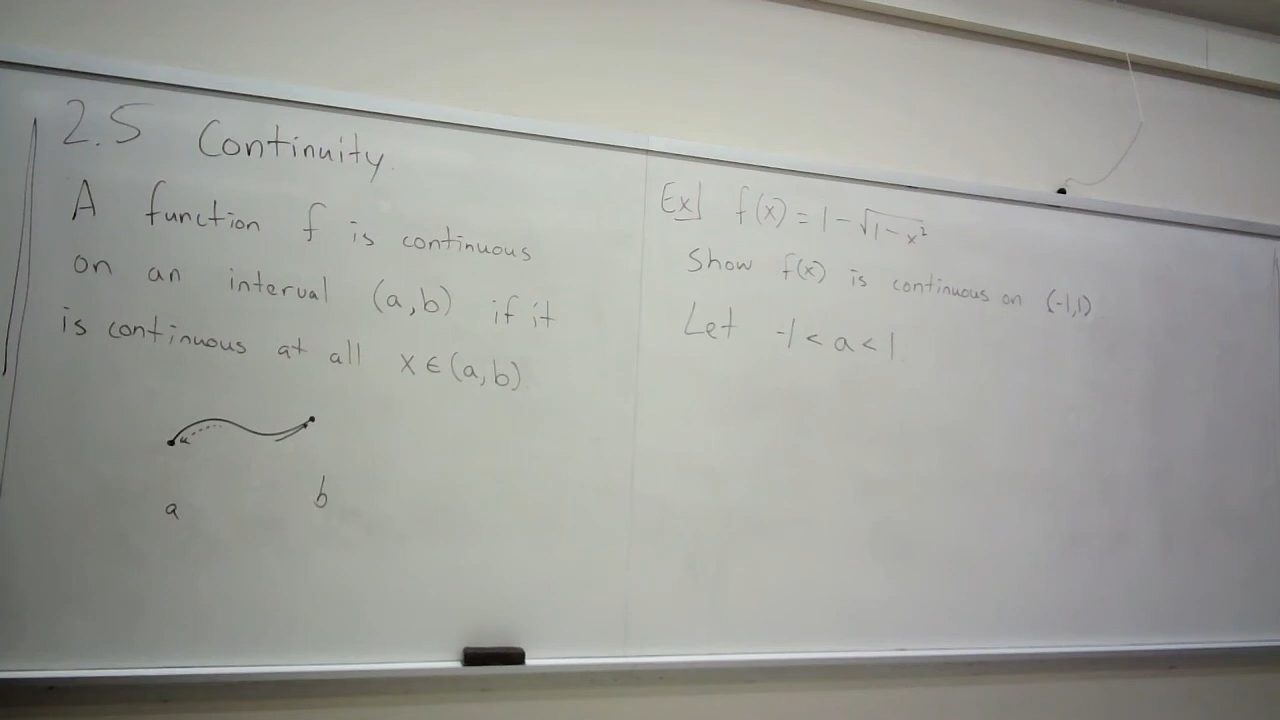 2.5 Continuity.
A function f is continuous
on an interval (a,b) if it
is continuous at all x ∈ (a,b)
a
b
Ex] f(x) = 1 - √1-x²
Show f(x) is continuous on (-1,1)
Let -1 < a < 1.